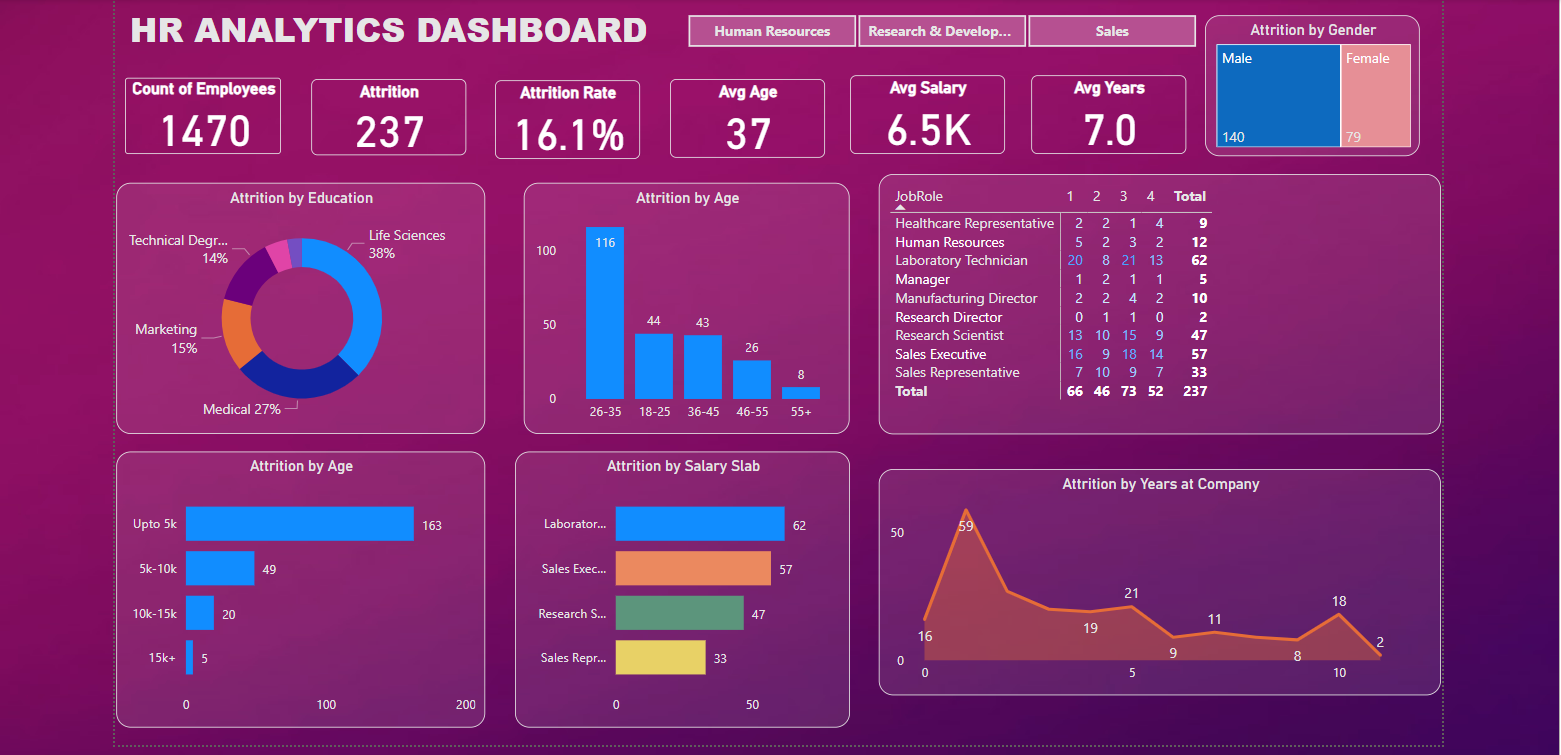 HR ANALYTICS DASHBOARD
Human Resources
Research & Develop...
Sales
Attrition by Gender
Male
Female
140
79
Count of Employees
1470
Attrition
237
Attrition Rate
16.1%
Avg Age
37
Avg Salary
6.5K
Avg Years
7.0
Attrition by Education
Life Sciences
38%
Technical Degr...
14%
Marketing
15%
Medical 27%
Attrition by Age
100
50
0
116
44
43
26
8
26-35 18-25 36-45 46-55 55+
JobRole 1 2 3 4 Total
Healthcare Representative 2 2 1 4 9
Human Resources 5 2 3 2 12
Laboratory Technician 20 8 21 13 62
Manager 1 2 1 1 5
Manufacturing Director 2 2 4 2 10
Research Director 0 1 1 0 2
Research Scientist 13 10 15 9 47
Sales Executive 16 9 18 14 57
Sales Representative 7 10 9 7 33
Total 66 46 73 52 237
Attrition by Age
Upto 5k 163
5k-10k 49
10k-15k 20
15k+ 5
0 100 200
Attrition by Salary Slab
Laborator... 62
Sales Exec... 57
Research S... 47
Sales Repr... 33
0 50
Attrition by Years at Company
50
0
16
59
19
21
9
11
8
18
2
0 5 10